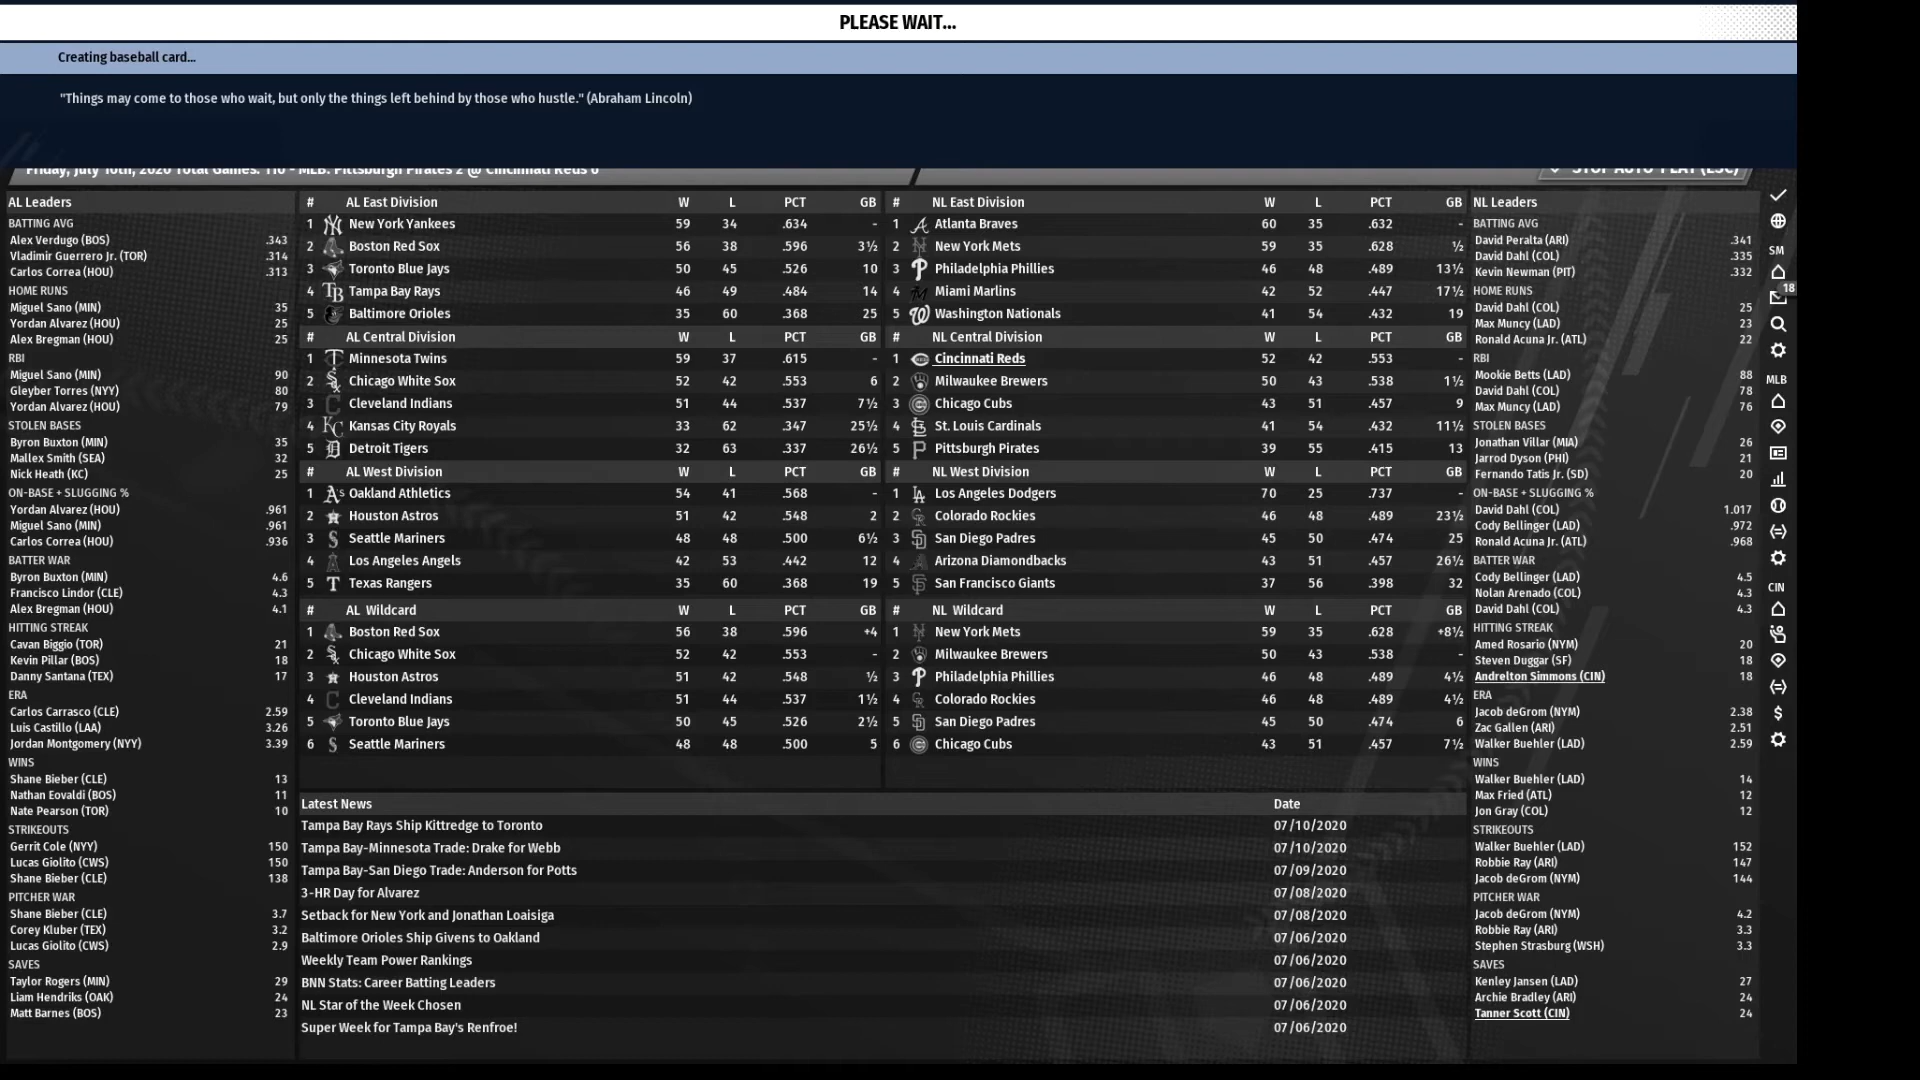 PLEASE WAIT...
Creating baseball card...
"Things may come to those who wait, but only the things left behind by those who hustle." (Abraham Lincoln)
Friday, July 10th, 2020 Total Games: 110 - MLB: Pittsburgh Pirates 2 @ Cincinnati Reds 6
STOP AUTO-PLAY (ESC)
AL Leaders
BATTING AVG
Alex Verdugo (BOS) .343
Vladimir Guerrero Jr. (TOR) .314
Carlos Correa (HOU) .313
HOME RUNS
Miguel Sano (MIN) 35
Yordan Alvarez (HOU) 25
Alex Bregman (HOU) 25
RBI
Miguel Sano (MIN) 90
Gleyber Torres (NYY) 80
Yordan Alvarez (HOU) 79
STOLEN BASES
Byron Buxton (MIN) 35
Mallex Smith (SEA) 32
Nick Heath (KC) 25
ON-BASE + SLUGGING %
Yordan Alvarez (HOU) .961
Miguel Sano (MIN) .961
Carlos Correa (HOU) .936
BATTER WAR
Byron Buxton (MIN) 4.6
Francisco Lindor (CLE) 4.3
Alex Bregman (HOU) 4.1
HITTING STREAK
Cavan Biggio (TOR) 21
Kevin Pillar (BOS) 18
Danny Santana (TEX) 17
ERA
Carlos Carrasco (CLE) 2.59
Luis Castillo (LAA) 3.26
Jordan Montgomery (NYY) 3.39
WINS
Shane Bieber (CLE) 13
Nathan Eovaldi (BOS) 11
Nate Pearson (TOR) 10
STRIKEOUTS
Gerrit Cole (NYY) 150
Lucas Giolito (CWS) 150
Shane Bieber (CLE) 138
PITCHER WAR
Shane Bieber (CLE) 3.7
Corey Kluber (TEX) 3.2
Lucas Giolito (CWS) 2.9
SAVES
Taylor Rogers (MIN) 29
Liam Hendriks (OAK) 24
Matt Barnes (BOS) 23
# AL East Division W L PCT GB
1 New York Yankees 59 34 .634 -
2 Boston Red Sox 56 38 .596 3½
3 Toronto Blue Jays 50 45 .526 10
4 Tampa Bay Rays 46 49 .484 14
5 Baltimore Orioles 35 60 .368 25
# AL Central Division W L PCT GB
1 Minnesota Twins 59 37 .615 -
2 Chicago White Sox 52 42 .553 6
3 Cleveland Indians 51 44 .537 7½
4 Kansas City Royals 33 62 .347 25½
5 Detroit Tigers 32 63 .337 26½
# AL West Division W L PCT GB
1 Oakland Athletics 54 41 .568 -
2 Houston Astros 51 42 .548 2
3 Seattle Mariners 48 48 .500 6½
4 Los Angeles Angels 42 53 .442 12
5 Texas Rangers 35 60 .368 19
# AL Wildcard W L PCT GB
1 Boston Red Sox 56 38 .596 +4
2 Chicago White Sox 52 42 .553 -
3 Houston Astros 51 42 .548 ½
4 Cleveland Indians 51 44 .537 1½
5 Toronto Blue Jays 50 45 .526 2½
6 Seattle Mariners 48 48 .500 5
# NL East Division W L PCT GB
1 Atlanta Braves 60 35 .632 -
2 New York Mets 59 35 .628 ½
3 Philadelphia Phillies 46 48 .489 13½
4 Miami Marlins 42 52 .447 17½
5 Washington Nationals 41 54 .432 19
# NL Central Division W L PCT GB
1 Cincinnati Reds 52 42 .553 -
2 Milwaukee Brewers 50 43 .538 1½
3 Chicago Cubs 43 51 .457 9
4 St. Louis Cardinals 41 54 .432 11½
5 Pittsburgh Pirates 39 55 .415 13
# NL West Division W L PCT GB
1 Los Angeles Dodgers 70 25 .737 -
2 Colorado Rockies 46 48 .489 23½
3 San Diego Padres 45 50 .474 25
4 Arizona Diamondbacks 43 51 .457 26½
5 San Francisco Giants 37 56 .398 32
# NL Wildcard W L PCT GB
1 New York Mets 59 35 .628 +8½
2 Milwaukee Brewers 50 43 .538 -
3 Philadelphia Phillies 46 48 .489 4½
4 Colorado Rockies 46 48 .489 4½
5 San Diego Padres 45 50 .474 6
6 Chicago Cubs 43 51 .457 7½
Latest News Date
Tampa Bay Rays Ship Kittredge to Toronto 07/10/2020
Tampa Bay-Minnesota Trade: Drake for Webb 07/10/2020
Tampa Bay-San Diego Trade: Anderson for Potts 07/09/2020
3-HR Day for Alvarez 07/08/2020
Setback for New York and Jonathan Loaisiga 07/08/2020
Baltimore Orioles Ship Givens to Oakland 07/06/2020
Weekly Team Power Rankings 07/06/2020
BNN Stats: Career Batting Leaders 07/06/2020
NL Star of the Week Chosen 07/06/2020
Super Week for Tampa Bay's Renfroe! 07/06/2020
NL Leaders
BATTING AVG
David Peralta (ARI) .341
David Dahl (COL) .335
Kevin Newman (PIT) .332
HOME RUNS
David Dahl (COL) 25
Max Muncy (LAD) 23
Ronald Acuna Jr. (ATL) 22
RBI
Mookie Betts (LAD) 88
David Dahl (COL) 78
Max Muncy (LAD) 76
STOLEN BASES
Jonathan Villar (MIA) 26
Jarrod Dyson (PHI) 21
Fernando Tatis Jr. (SD) 20
ON-BASE + SLUGGING %
David Dahl (COL) 1.017
Cody Bellinger (LAD) .972
Ronald Acuna Jr. (ATL) .968
BATTER WAR
Cody Bellinger (LAD) 4.5
Nolan Arenado (COL) 4.3
David Dahl (COL) 4.3
HITTING STREAK
Amed Rosario (NYM) 20
Steven Duggar (SF) 18
Andrelton Simmons (CIN) 18
ERA
Jacob deGrom (NYM) 2.38
Zac Gallen (ARI) 2.51
Walker Buehler (LAD) 2.59
WINS
Walker Buehler (LAD) 14
Max Fried (ATL) 12
Jon Gray (COL) 12
STRIKEOUTS
Walker Buehler (LAD) 152
Robbie Ray (ARI) 147
Jacob deGrom (NYM) 144
PITCHER WAR
Jacob deGrom (NYM) 4.2
Robbie Ray (ARI) 3.3
Stephen Strasburg (WSH) 3.3
SAVES
Kenley Jansen (LAD) 27
Archie Bradley (ARI) 24
Tanner Scott (CIN) 24
SM
18
MLB
CIN